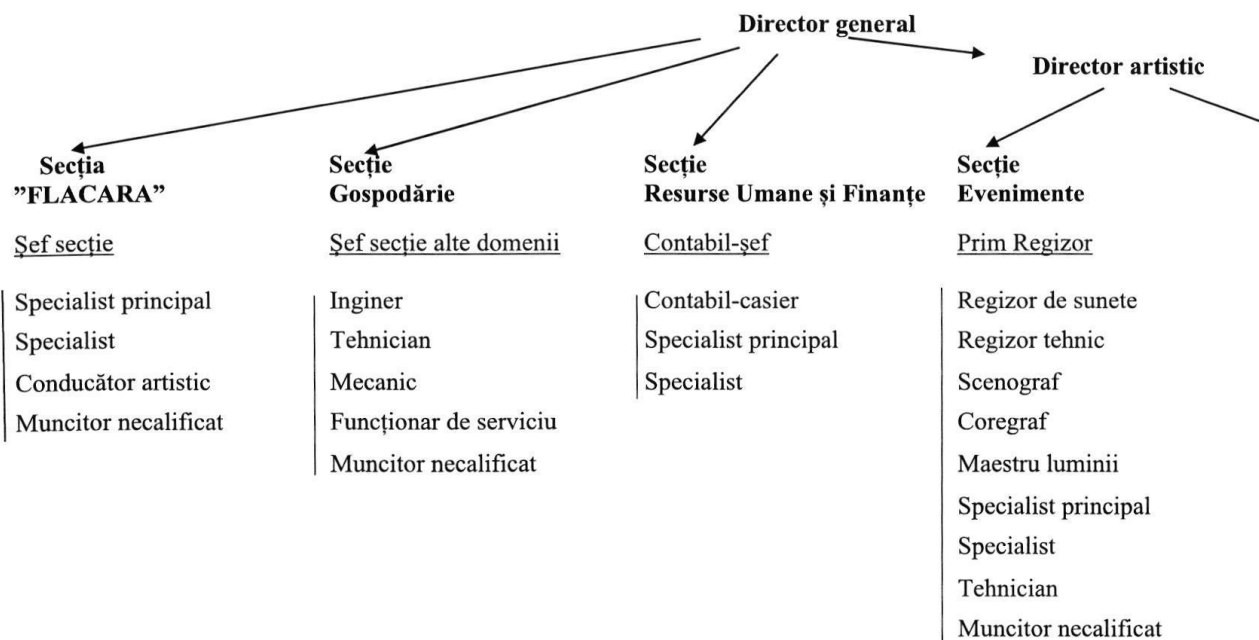 Director general
Director artistic
Secția
”FLACARA”
Șef secție
Specialist principal
Specialist
Conducător artistic
Muncitor necalificat
Secție
Gospodărie
Șef secție alte domenii
Inginer
Tehnician
Mecanic
Funcționar de serviciu
Muncitor necalificat
Secție
Resurse Umane și Finanțe
Contabil-șef
Contabil-casier
Specialist principal
Specialist
Secție
Evenimente
Prim Regizor
Regizor de sunete
Regizor tehnic
Scenograf
Coregraf
Maestru luminii
Specialist principal
Specialist
Tehnician
Muncitor necalificat